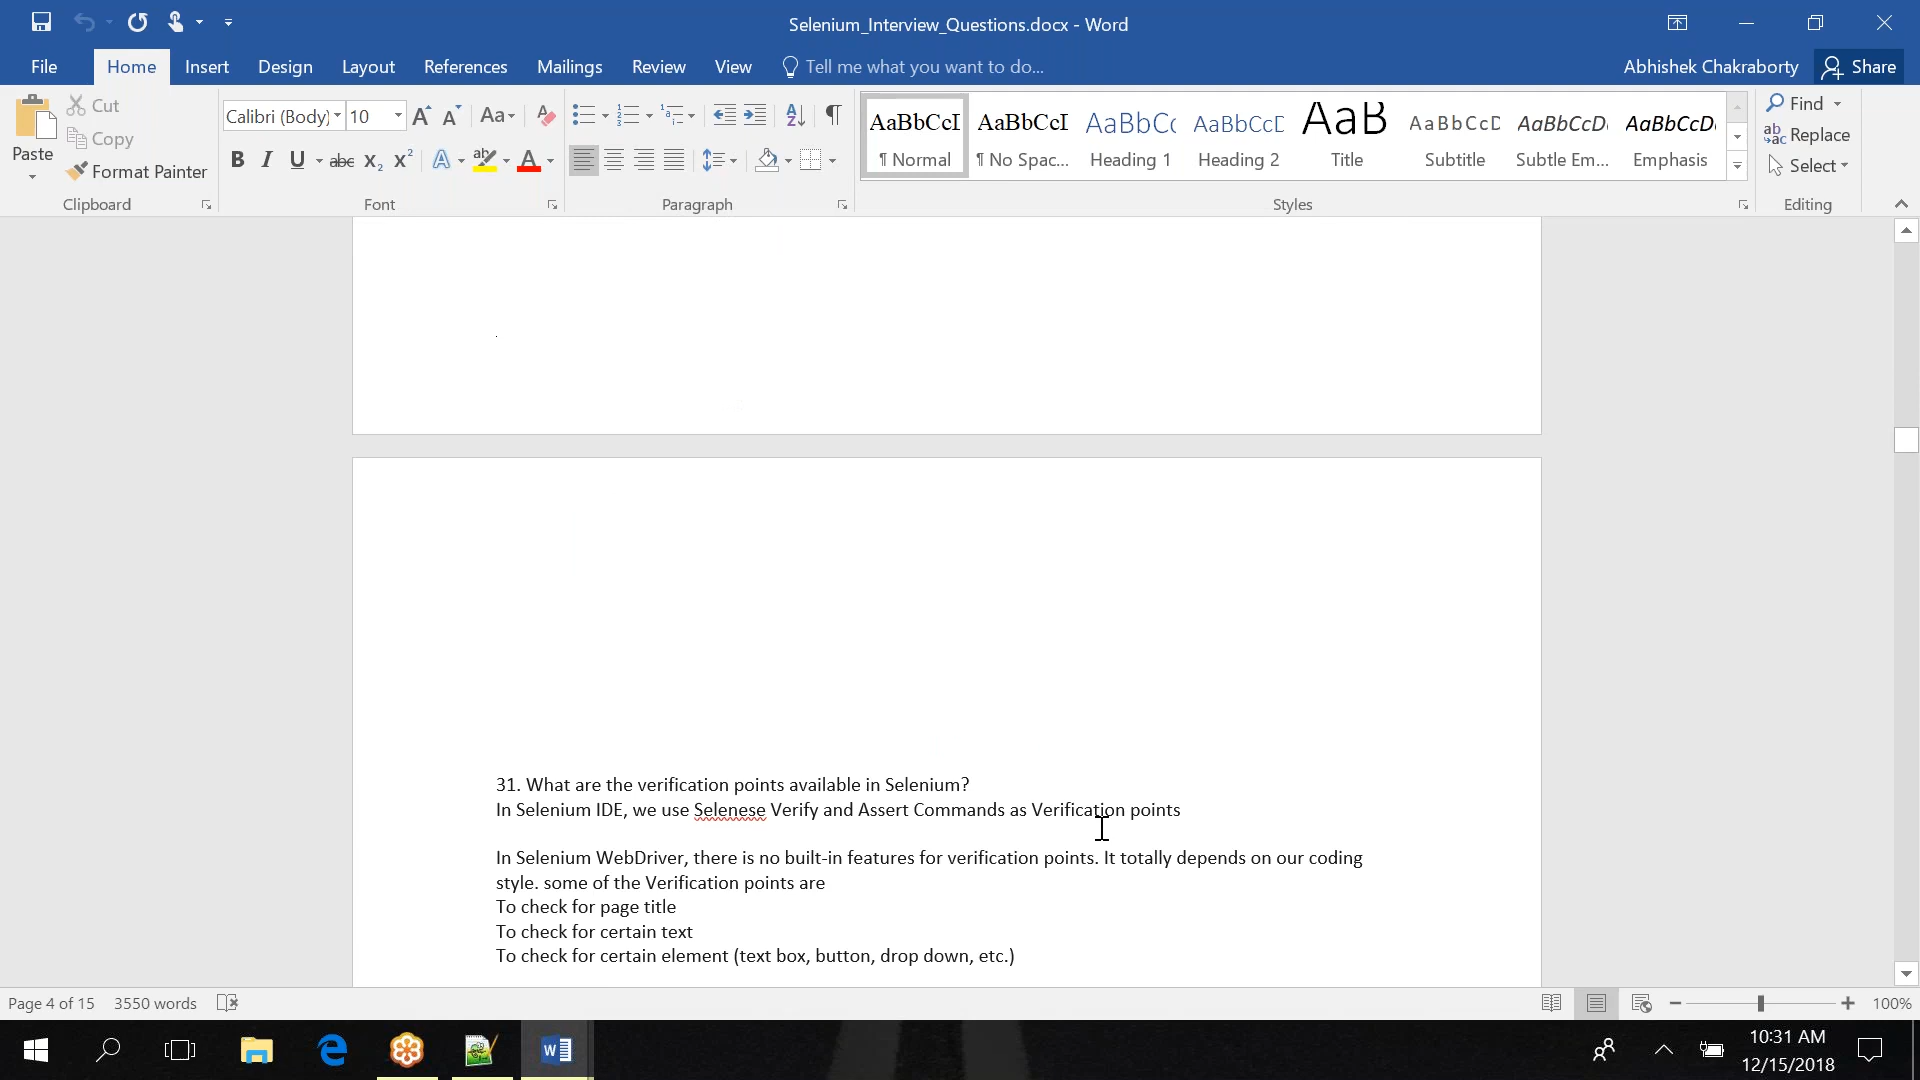 Selenium_Interview_Questions.docx - Word
File Home Insert Design Layout References Mailings Review View Tell me what you want to do... Abhishek Chakraborty Share
Paste Cut Copy Format Painter
Calibri (Body) 10
AaBbCcI AaBbCcI AaBbCc AaBbCcD AaB AaBbCcD AaBbCcD AaBbCcD
¶ Normal ¶ No Spac... Heading 1 Heading 2 Title Subtitle Subtle Em... Emphasis
Find
Replace
Select
Clipboard Font Paragraph Styles Editing
31. What are the verification points available in Selenium?
In Selenium IDE, we use Selenese Verify and Assert Commands as Verification points
In Selenium WebDriver, there is no built-in features for verification points. It totally depends on our coding
style. some of the Verification points are
To check for page title
To check for certain text
To check for certain element (text box, button, drop down, etc.)
Page 4 of 15 3550 words 100%
10:31 AM
12/15/2018